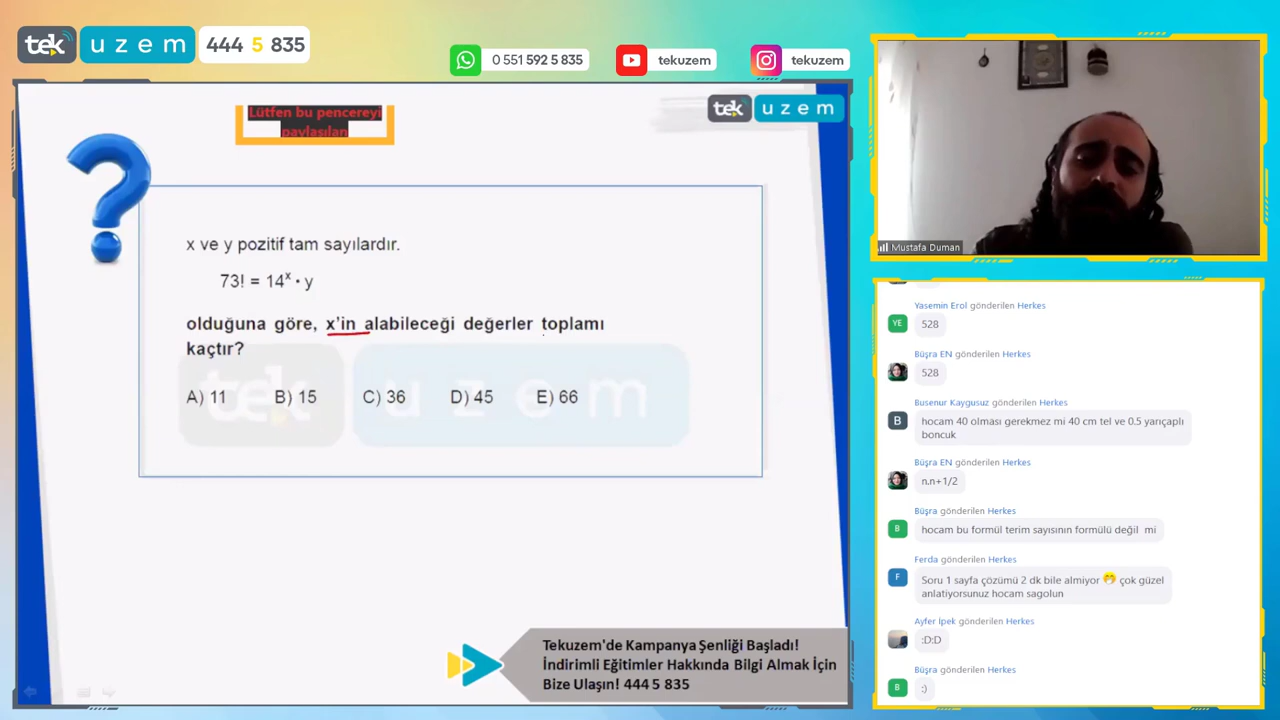 tek uzem 444 5 835
0 551 592 5 835
tekuzem
tekuzem
Lütfen bu pencereyi
paylaşılan
tek uzem
x ve y pozitif tam sayılardır.
73! = 14ˣ · y
olduğuna göre, x'in alabileceği değerler toplamı
kaçtır?
A) 11 B) 15 C) 36 D) 45 E) 66
tek uzem
Tekuzem'de Kampanya Şenliği Başladı!
İndirimli Eğitimler Hakkında Bilgi Almak İçin
Bize Ulaşın! 444 5 835
Mustafa Duman
Yasemin Erol gönderilen Herkes
YE
528
Büşra EN gönderilen Herkes
528
Busenur Kaygusuz gönderilen Herkes
B
hocam 40 olması gerekmez mi 40 cm tel ve 0.5 yarıçaplı
boncuk
Büşra EN gönderilen Herkes
n.n+1/2
Büşra gönderilen Herkes
B
hocam bu formül terim sayısının formülü değil mi
Ferda gönderilen Herkes
F
Soru 1 sayfa çözümü 2 dk bile almiyor 🤭 çok güzel
anlatiyorsunuz hocam sagolun
Ayfer İpek gönderilen Herkes
:D:D
Büşra gönderilen Herkes
B
:)